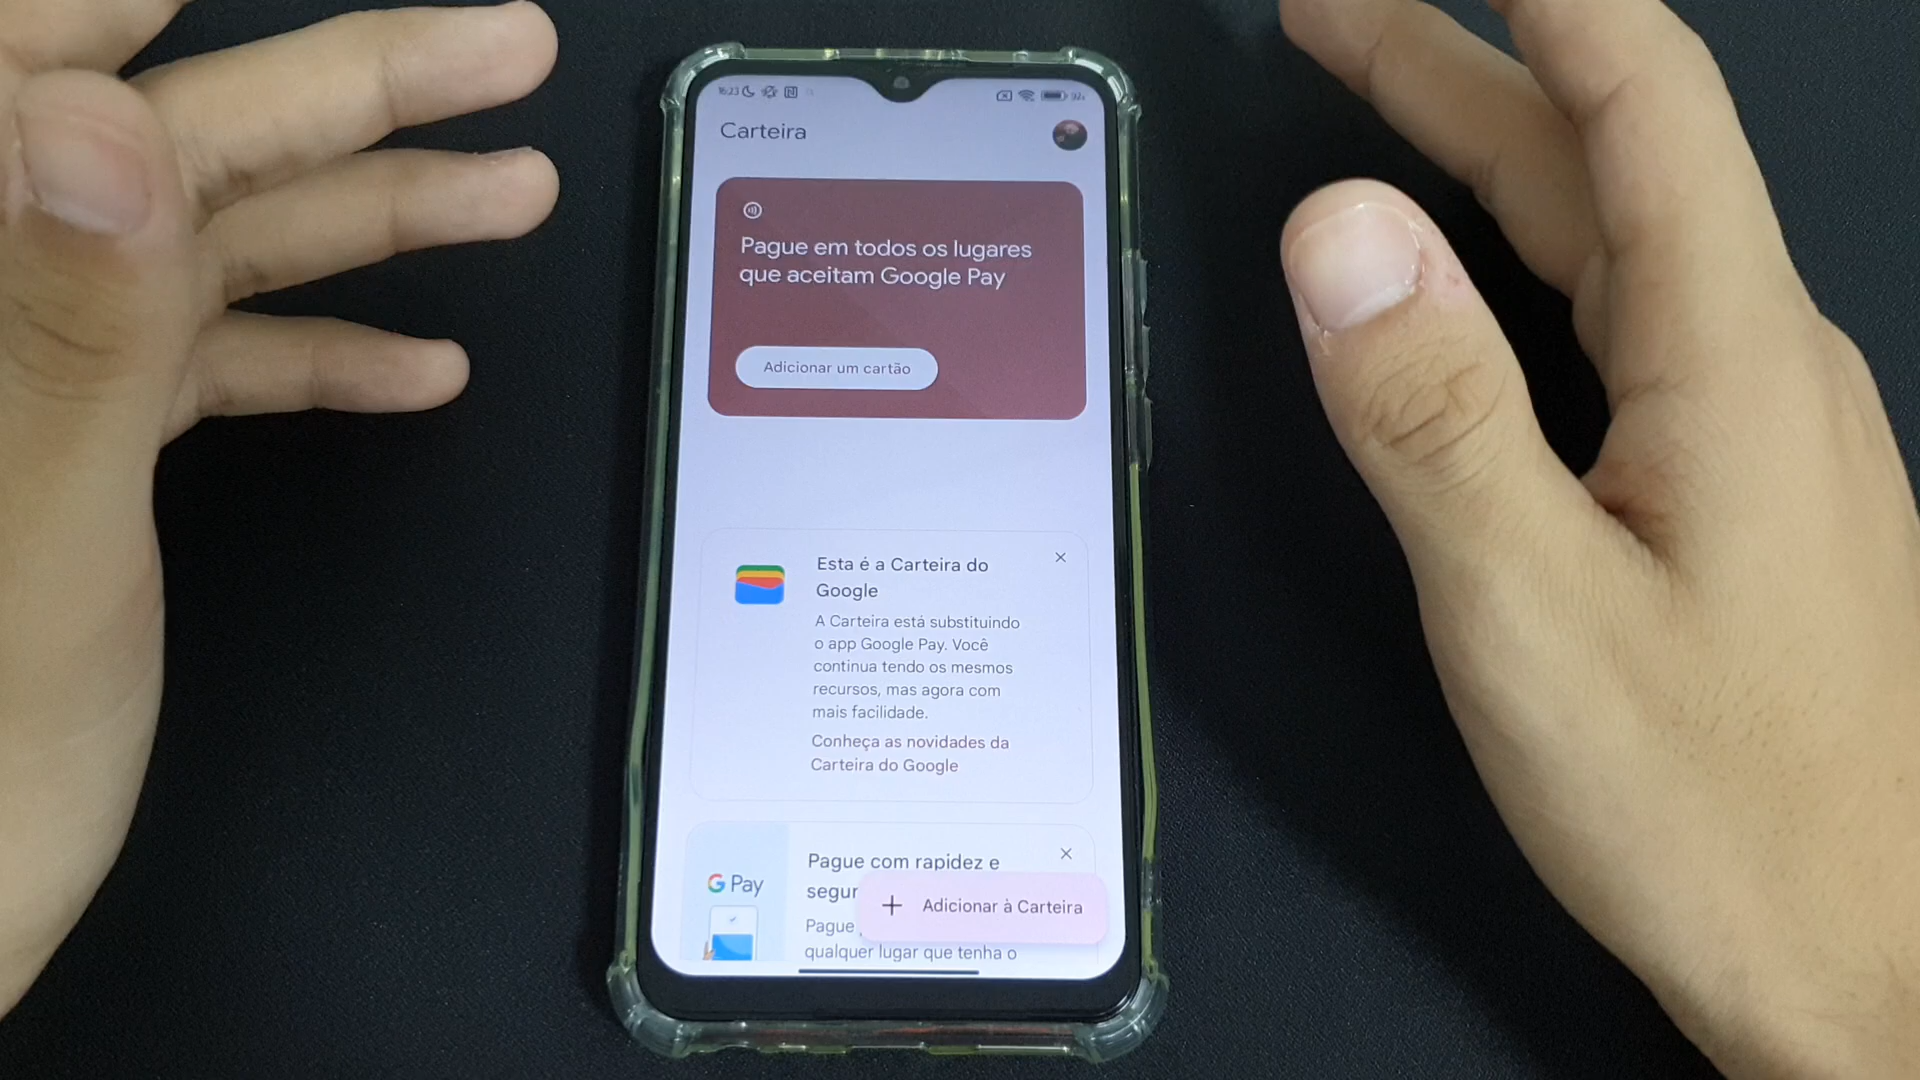 16:23
Carteira
Pague em todos os lugares
que aceitam Google Pay
Adicionar um cartão
Esta é a Carteira do
Google
A Carteira está substituindo
o app Google Pay. Você
continua tendo os mesmos
recursos, mas agora com
mais facilidade.
Conheça as novidades da
Carteira do Google
Pague com rapidez e
G Pay
segur
Adicionar à Carteira
Pague
qualquer lugar que tenha o